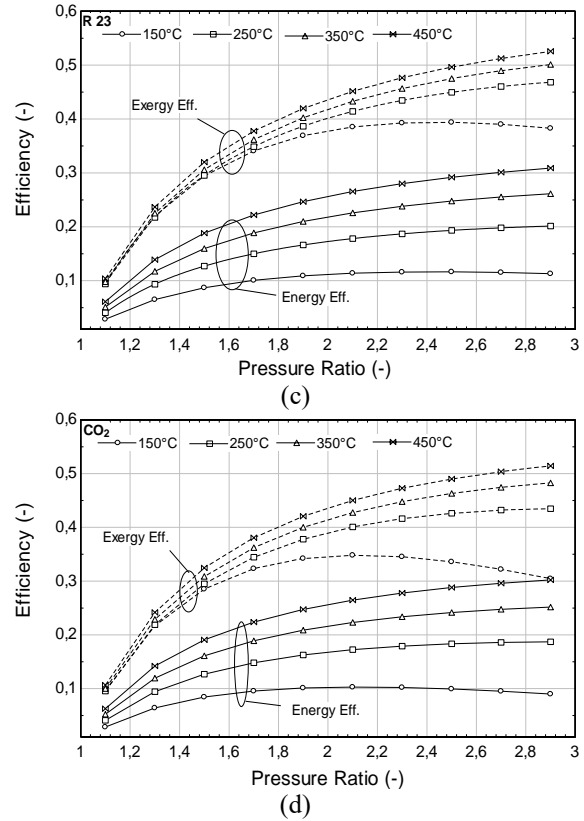 R 23
150°C 250°C 350°C 450°C
0,6
0,5
0,4
0,3
0,2
0,1
Efficiency (-)
Exergy Eff.
Energy Eff.
1 1,2 1,4 1,6 1,8 2 2,2 2,4 2,6 2,8 3
Pressure Ratio (-)
(c)
CO₂
150°C 250°C 350°C 450°C
0,6
0,5
0,4
0,3
0,2
0,1
Efficiency (-)
Exergy Eff.
Energy Eff.
1 1,2 1,4 1,6 1,8 2 2,2 2,4 2,6 2,8 3
Pressure Ratio (-)
(d)